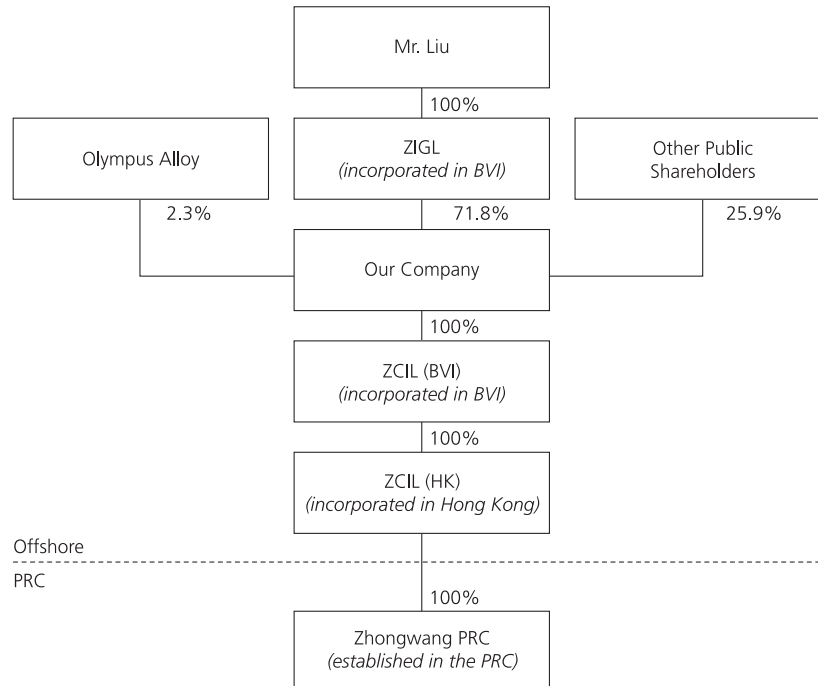 Mr. Liu
100%
Olympus Alloy
ZIGL
(incorporated in BVI)
Other Public
Shareholders
2.3%
71.8%
25.9%
Our Company
100%
ZCIL (BVI)
(incorporated in BVI)
100%
ZCIL (HK)
(incorporated in Hong Kong)
Offshore
PRC
100%
Zhongwang PRC
(established in the PRC)